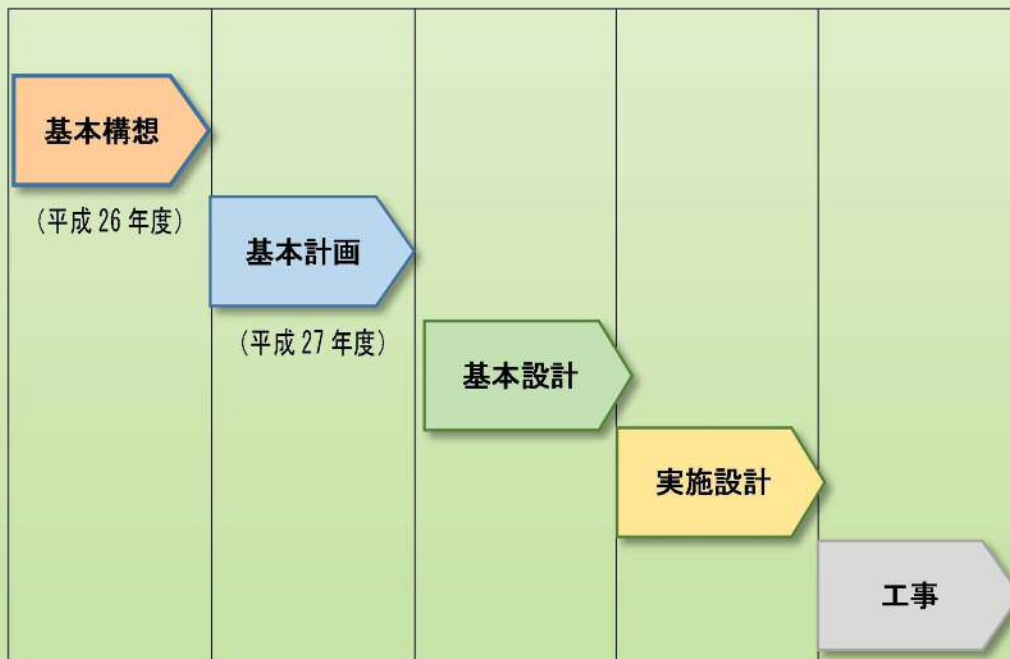 基本構想
（平成 26 年度）
基本計画
（平成 27 年度）
基本設計
実施設計
工事